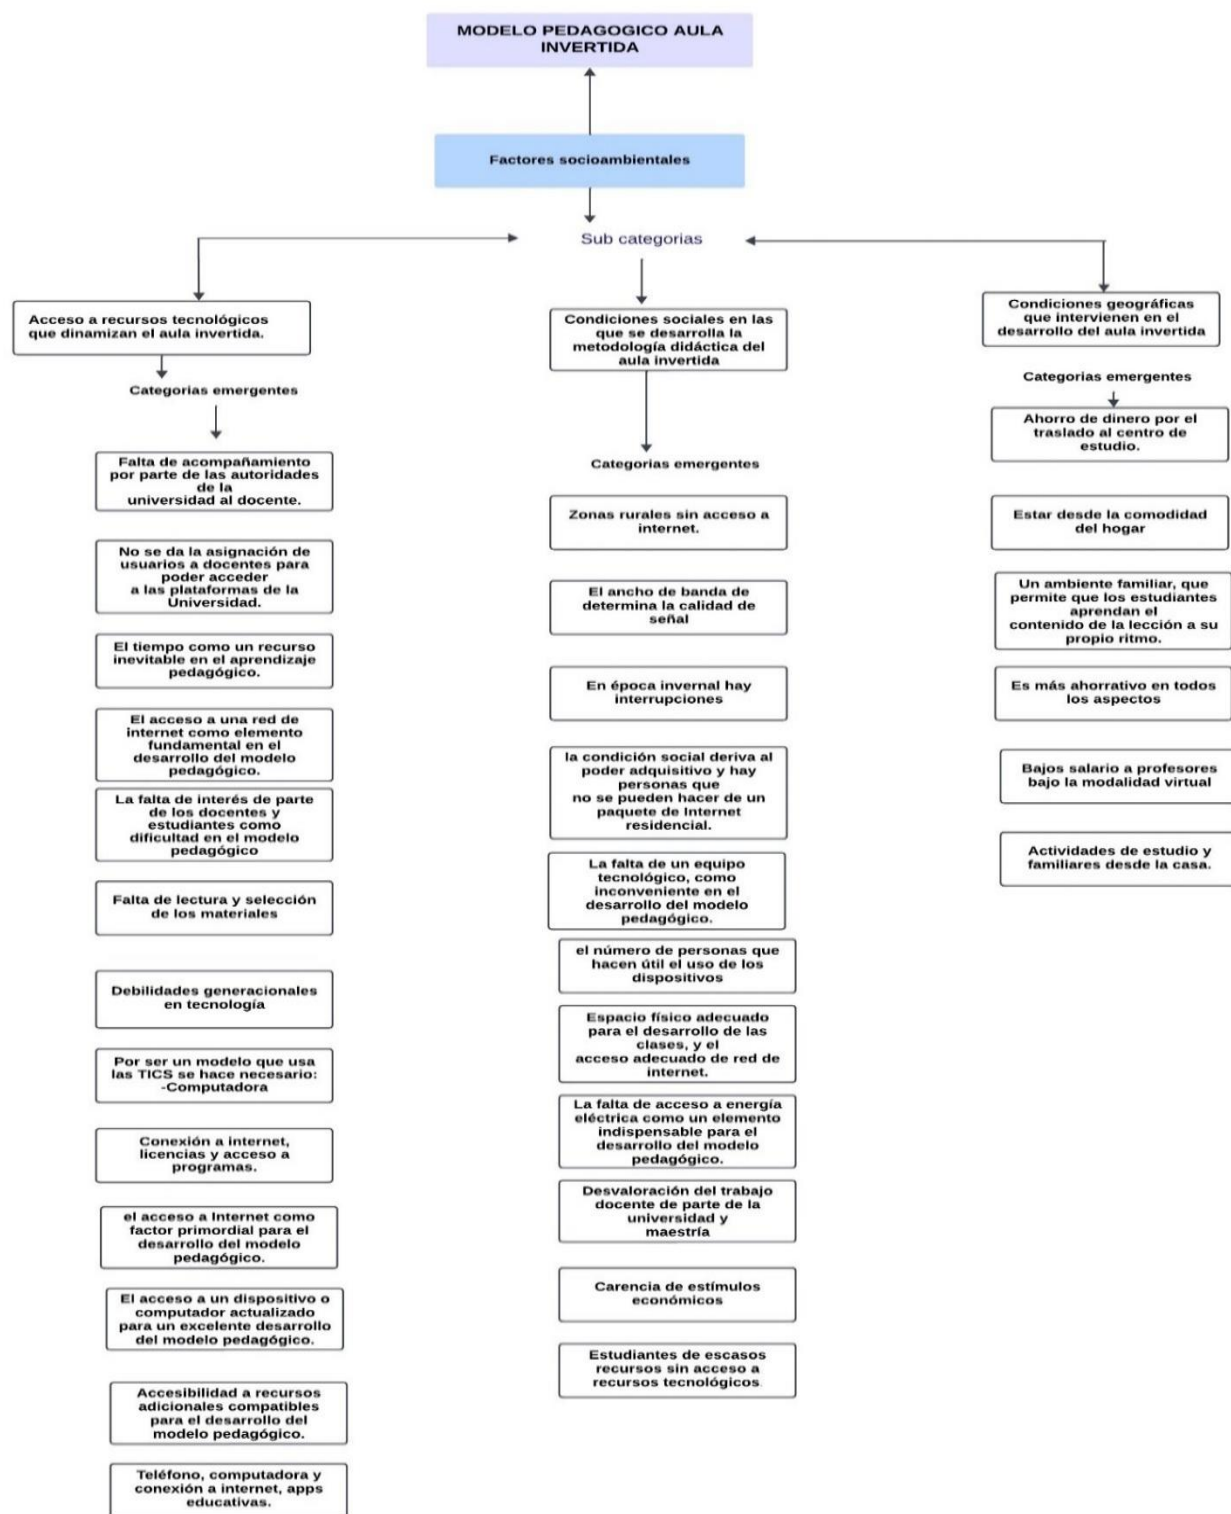 MODELO PEDAGOGICO AULA
INVERTIDA
Factores socioambientales
Sub categorias
Acceso a recursos tecnológicos
que dinamizan el aula invertida.
Categorias emergentes
Falta de acompañamiento
por parte de las autoridades
de la
universidad al docente.
No se da la asignación de
usuarios a docentes para
poder acceder
a las plataformas de la
Universidad.
El tiempo como un recurso
inevitable en el aprendizaje
pedagógico.
El acceso a una red de
internet como elemento
fundamental en el
desarrollo del modelo
pedagógico.
La falta de interés de parte
de los docentes y
estudiantes como
dificultad en el modelo
pedagógico
Falta de lectura y selección
de los materiales
Debilidades generacionales
en tecnología
Por ser un modelo que usa
las TICS se hace necesario:
-Computadora
Conexión a internet,
licencias y acceso a
programas.
el acceso a Internet como
factor primordial para el
desarrollo del modelo
pedagógico.
El acceso a un dispositivo o
computador actualizado
para un excelente desarrollo
del modelo pedagógico.
Accesibilidad a recursos
adicionales compatibles
para el desarrollo del
modelo pedagógico.
Teléfono, computadora y
conexión a internet, apps
educativas.
Condiciones sociales en las
que se desarrolla la
metodología didáctica del
aula invertida
Categorias emergentes
Zonas rurales sin acceso a
internet.
El ancho de banda de
determina la calidad de
señal
En época invernal hay
interrupciones
la condición social deriva al
poder adquisitivo y hay
personas que
no se pueden hacer de un
paquete de Internet
residencial.
La falta de un equipo
tecnológico, como
inconveniente en el
desarrollo del modelo
pedagógico.
el número de personas que
hacen útil el uso de los
dispositivos
Espacio físico adecuado
para el desarrollo de las
clases, y el
acceso adecuado de red de
internet.
La falta de acceso a energía
eléctrica como un elemento
indispensable para el
desarrollo del modelo
pedagógico.
Desvaloración del trabajo
docente de parte de la
universidad y
maestría
Carencia de estímulos
económicos
Estudiantes de escasos
recursos sin acceso a
recursos tecnológicos.
Condiciones geográficas
que intervienen en el
desarrollo del aula invertida
Categorias emergentes
Ahorro de dinero por el
traslado al centro de
estudio.
Estar desde la comodidad
del hogar
Un ambiente familiar, que
permite que los estudiantes
aprendan el
contenido de la lección a su
propio ritmo.
Es más ahorrativo en todos
los aspectos
Bajos salario a profesores
bajo la modalidad virtual
Actividades de estudio y
familiares desde la casa.